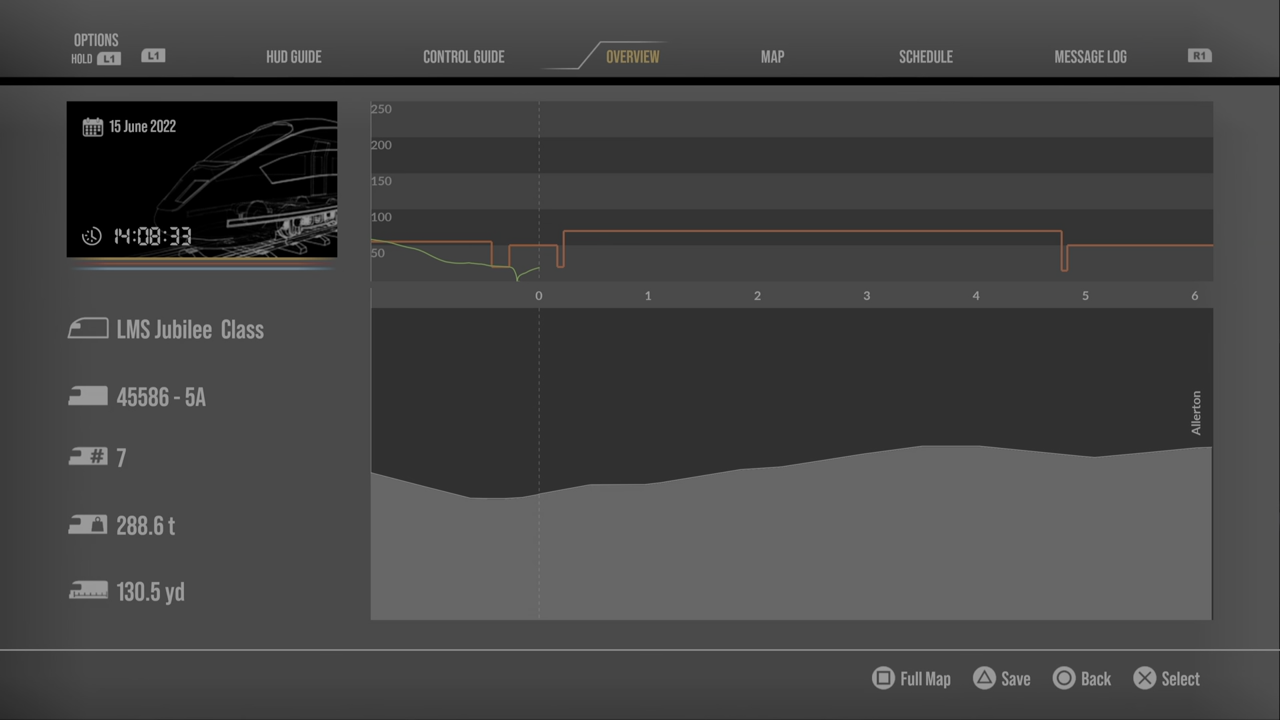 OPTIONS
HOLD L1
L1
HUD GUIDE
CONTROL GUIDE
OVERVIEW
MAP
SCHEDULE
MESSAGE LOG
R1
15 June 2022
14:08:33
LMS Jubilee Class
45586 - 5A
# 7
288.6 t
130.5 yd
250
200
150
100
50
0 1 2 3 4 5 6
Allerton
Full Map
Save
Back
Select